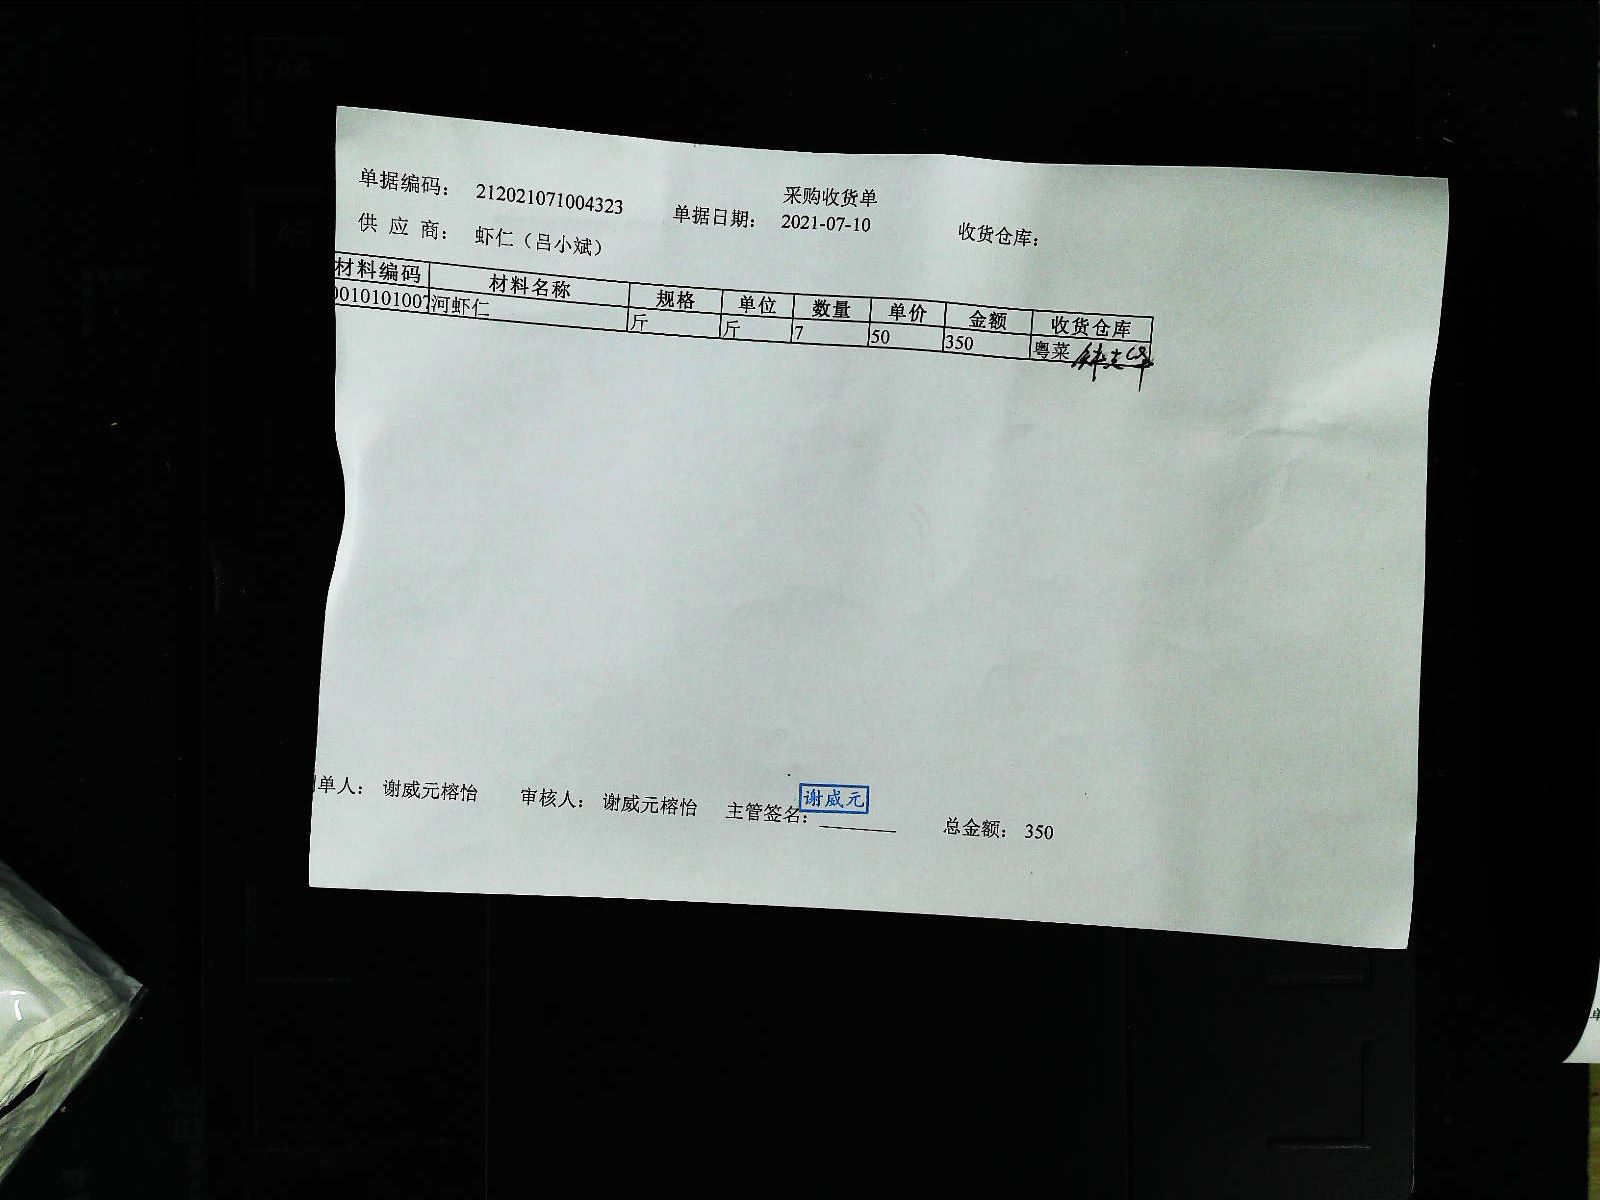 采购收货单
单据编码： 212021071004323 单据日期： 2021-07-10 收货仓库：
供 应 商： 虾仁（吕小斌）
材料编码 材料名称 规格 单位 数量 单价 金额 收货仓库
0010101007 河虾仁 斤 斤 7 50 350 粤菜
单人： 谢威元榕怡 审核人： 谢威元榕怡 主管签名： 谢威元 总金额： 350